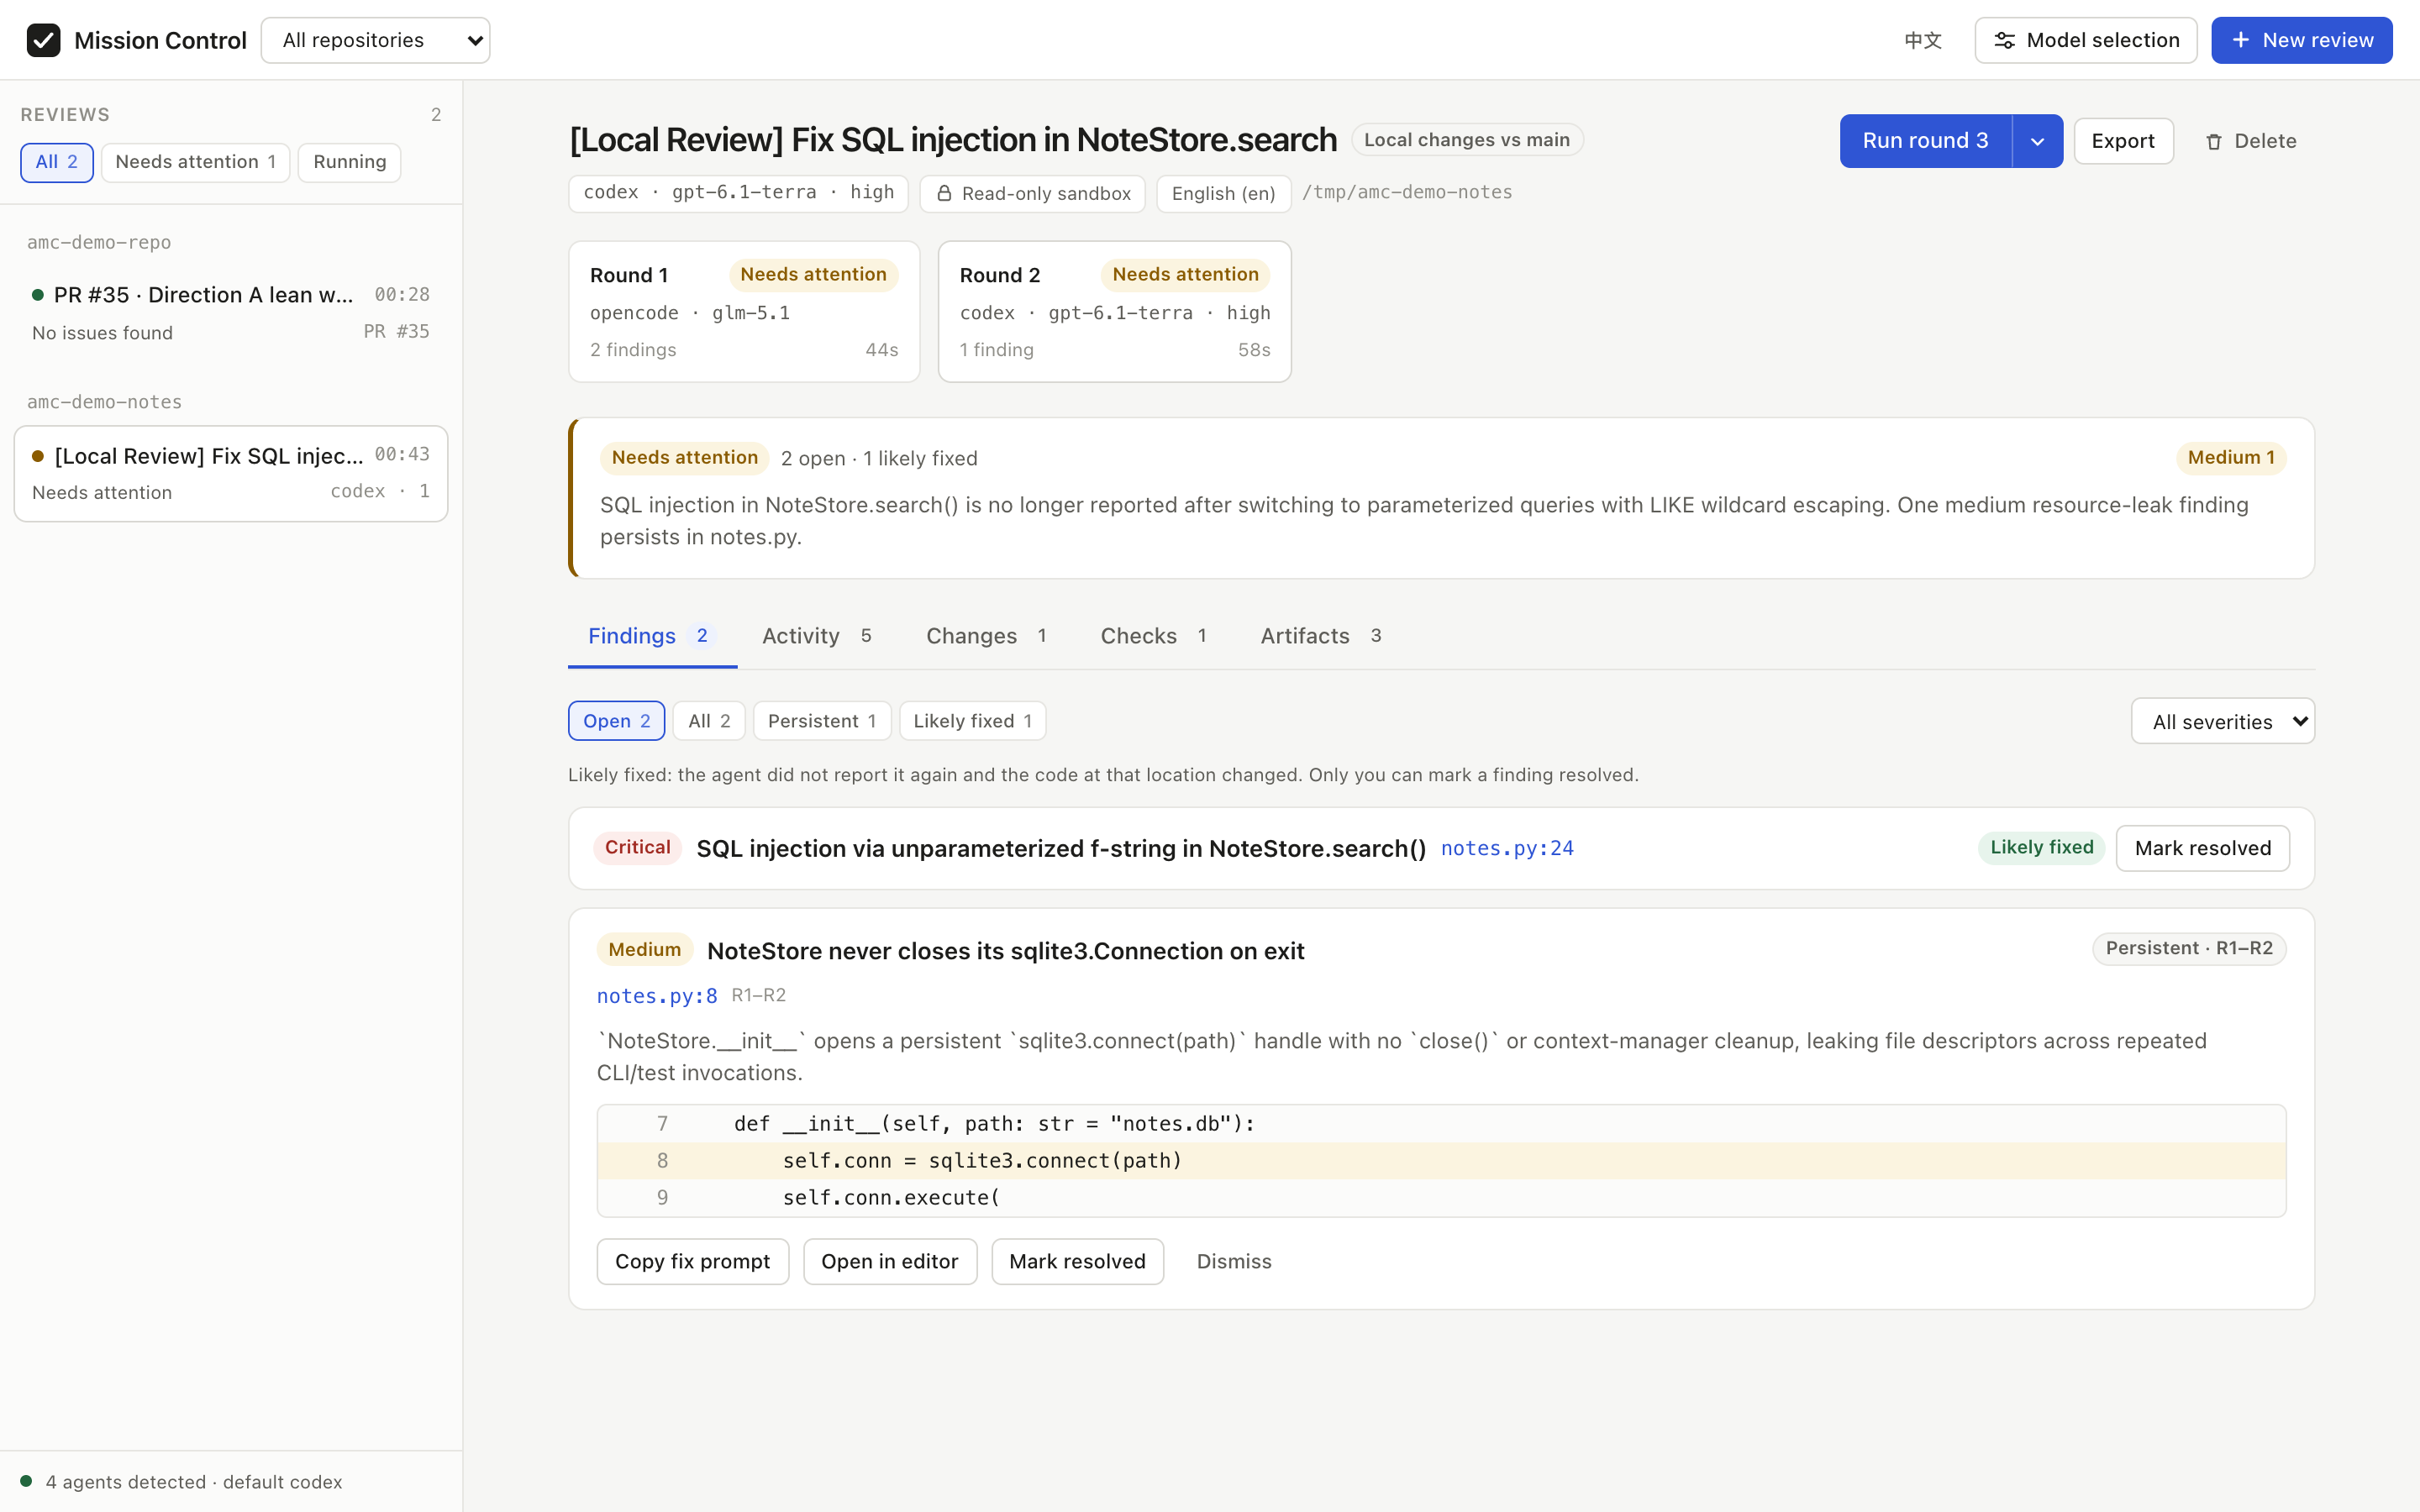 Mission Control
All repositories
中文
Model selection
New review
REVIEWS 2
All 2
Needs attention 1
Running
amc-demo-repo
PR #35 · Direction A lean w... 00:28
No issues found PR #35
amc-demo-notes
[Local Review] Fix SQL injec... 00:43
Needs attention codex · 1
4 agents detected · default codex
[Local Review] Fix SQL injection in NoteStore.search Local changes vs main
Run round 3
Export
Delete
codex · gpt-6.1-terra · high
Read-only sandbox
English (en)
/tmp/amc-demo-notes
Round 1 Needs attention
opencode · glm-5.1
2 findings 44s
Round 2 Needs attention
codex · gpt-6.1-terra · high
1 finding 58s
Needs attention 2 open · 1 likely fixed Medium 1
SQL injection in NoteStore.search() is no longer reported after switching to parameterized queries with LIKE wildcard escaping. One medium resource-leak finding
persists in notes.py.
Findings 2
Activity 5
Changes 1
Checks 1
Artifacts 3
Open 2
All 2
Persistent 1
Likely fixed 1
All severities
Likely fixed: the agent did not report it again and the code at that location changed. Only you can mark a finding resolved.
Critical SQL injection via unparameterized f-string in NoteStore.search() notes.py:24 Likely fixed Mark resolved
Medium NoteStore never closes its sqlite3.Connection on exit Persistent · R1–R2
notes.py:8 R1–R2
`NoteStore.__init__` opens a persistent `sqlite3.connect(path)` handle with no `close()` or context-manager cleanup, leaking file descriptors across repeated
CLI/test invocations.
7 def __init__(self, path: str = "notes.db"):
8 self.conn = sqlite3.connect(path)
9 self.conn.execute(
Copy fix prompt
Open in editor
Mark resolved
Dismiss